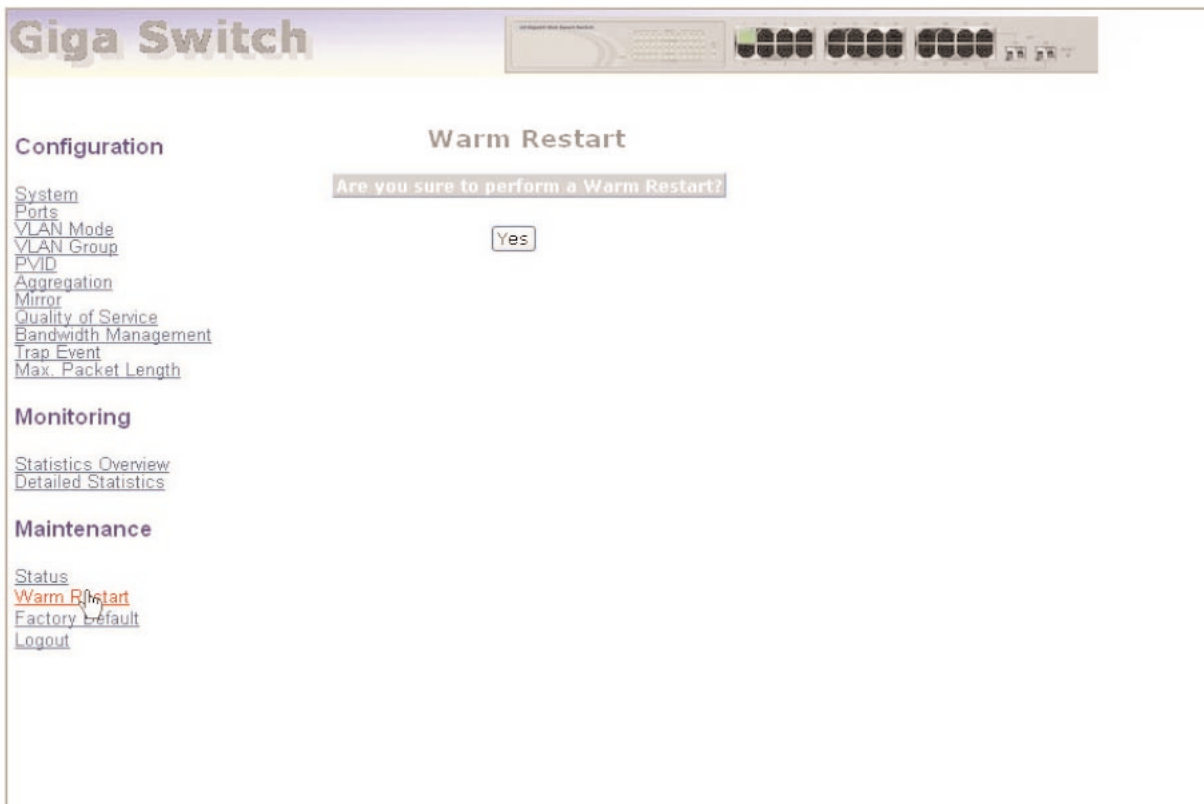 Giga Switch
Configuration
System
Ports
VLAN Mode
VLAN Group
PVID
Aggregation
Mirror
Quality of Service
Bandwidth Management
Trap Event
Max. Packet Length
Monitoring
Statistics Overview
Detailed Statistics
Maintenance
Status
Warm Restart
Factory Default
Logout
Warm Restart
Are you sure to perform a Warm Restart?
Yes